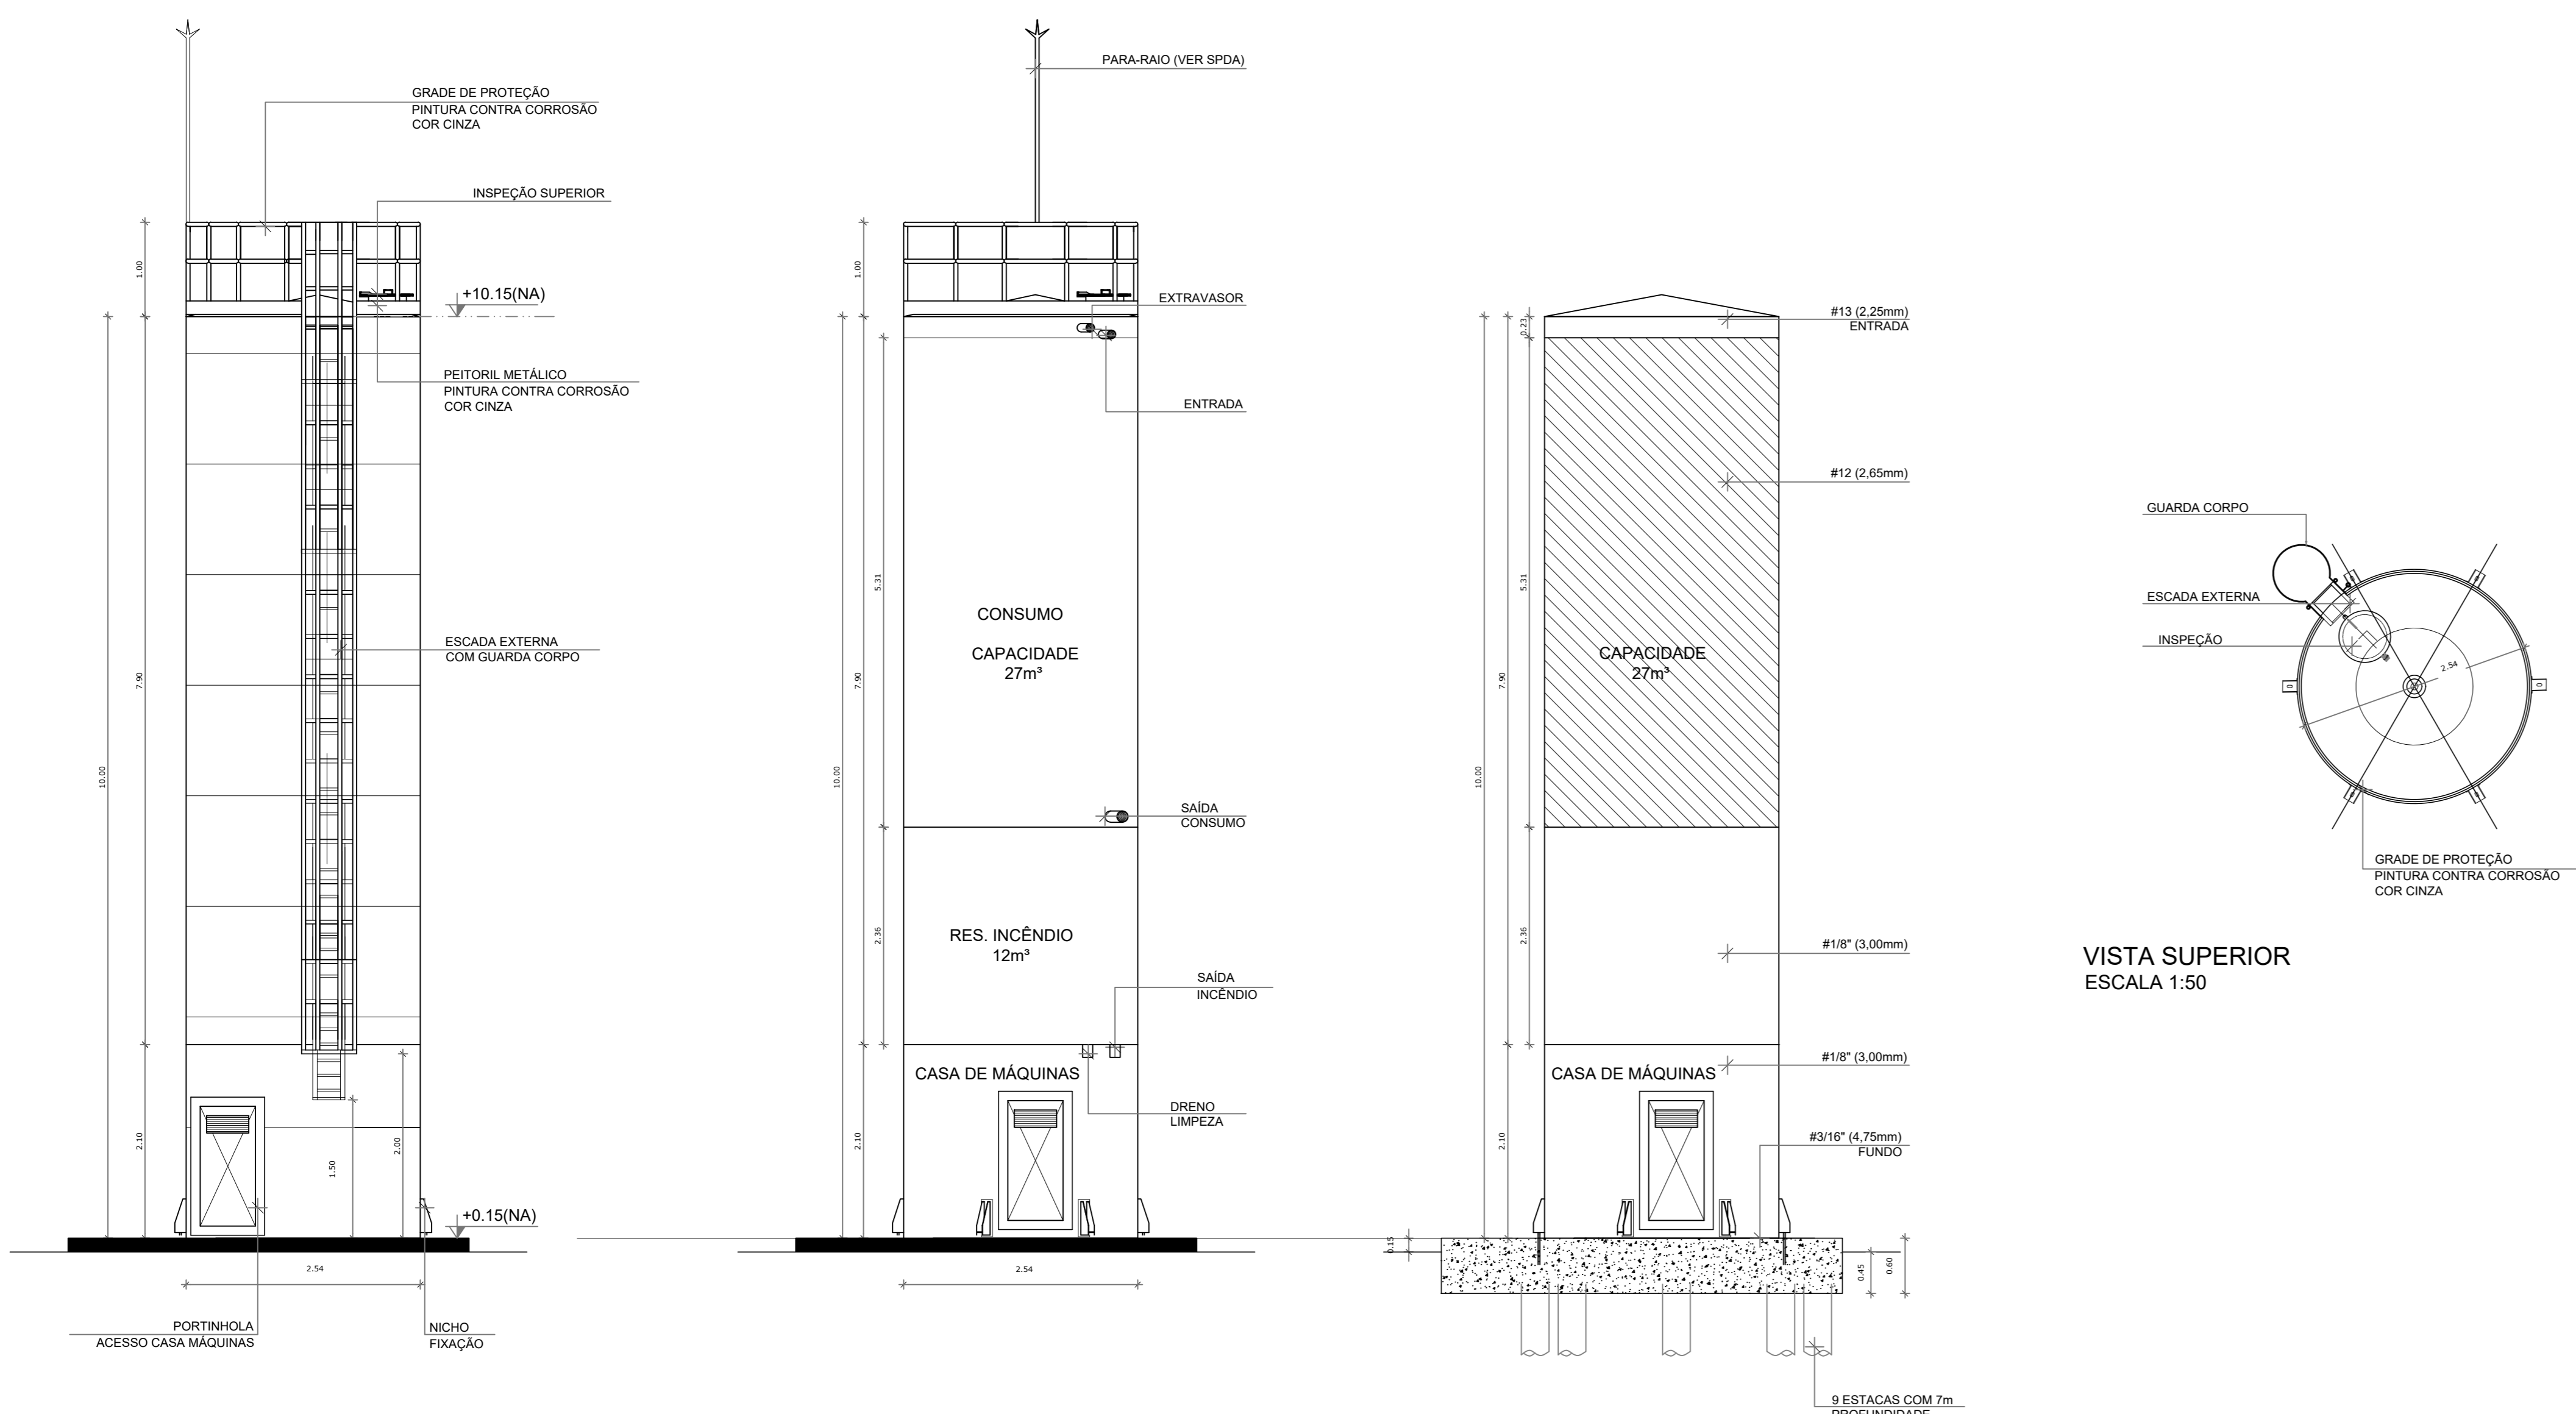 GRADE DE PROTEÇÃO
PINTURA CONTRA CORROSÃO
COR CINZA
INSPEÇÃO SUPERIOR
1.00
+10.15(NA)
PEITORIL METÁLICO
PINTURA CONTRA CORROSÃO
COR CINZA
ESCADA EXTERNA
COM GUARDA CORPO
7.90
10.00
2.10
2.00
1.50
+0.15(NA)
2.54
PORTINHOLA
ACESSO CASA MÁQUINAS
NICHO
FIXAÇÃO
PARA-RAIO (VER SPDA)
1.00
EXTRAVASOR
ENTRADA
5.31
CONSUMO
CAPACIDADE
27m³
7.90
10.00
SAÍDA
CONSUMO
2.36
RES. INCÊNDIO
12m³
SAÍDA
INCÊNDIO
CASA DE MÁQUINAS
DRENO
LIMPEZA
2.10
2.54
0.23
#13 (2,25mm)
ENTRADA
#12 (2,65mm)
5.31
CAPACIDADE
27m³
7.90
10.00
2.36
#1/8" (3,00mm)
#1/8" (3,00mm)
CASA DE MÁQUINAS
2.10
#3/16" (4,75mm)
FUNDO
0.15
0.45
0.60
9 ESTACAS COM 7m
PROFUNDIDADE
GUARDA CORPO
ESCADA EXTERNA
INSPEÇÃO
2.54
0
0
GRADE DE PROTEÇÃO
PINTURA CONTRA CORROSÃO
COR CINZA
VISTA SUPERIOR
ESCALA 1:50